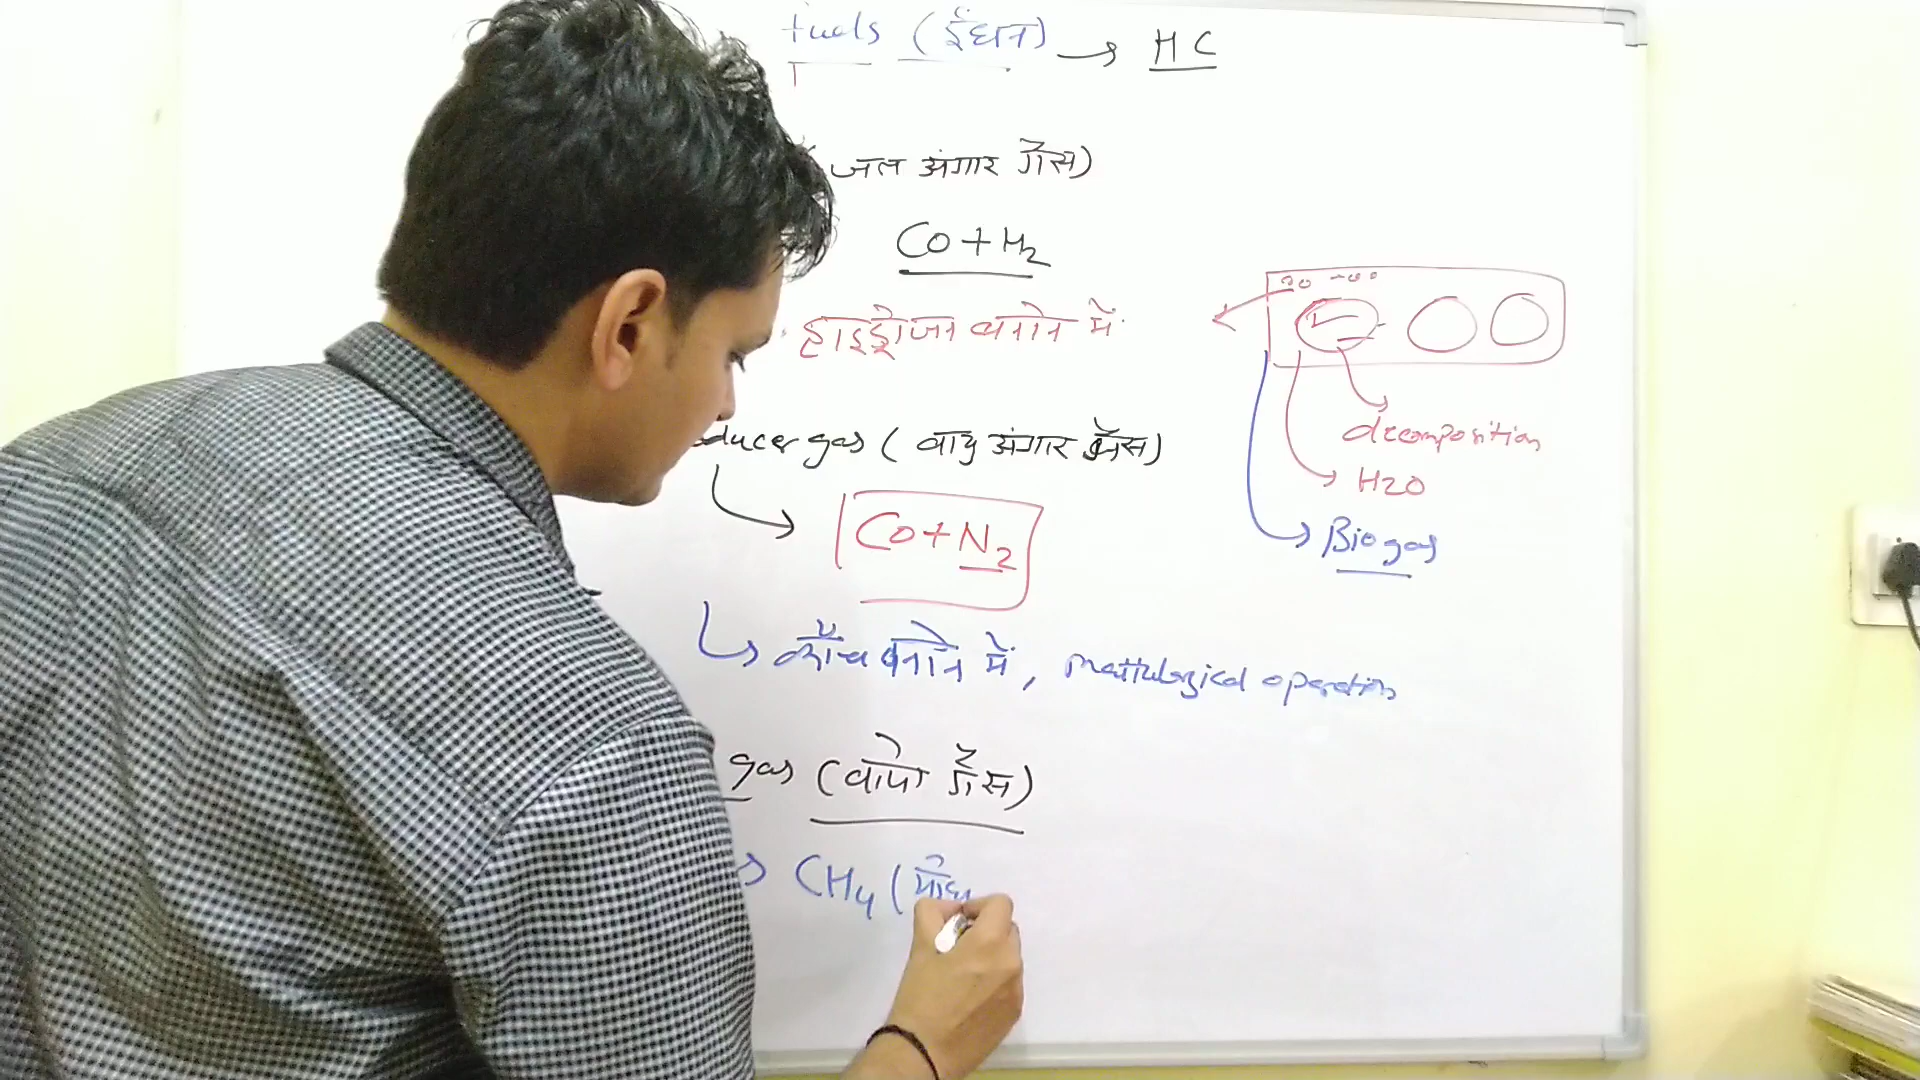 fuels (ईंधन) → HC
(जल अंगार गैस)
Co + H2
हाइड्रोजन बनाने में
ducer gas (वायु अंगार गैस)
Co + N2
काँच बनाने में, mattulogical operation
gas (वायो गैस)
CH4 (मीथ
decomposition
H2O
Biogas